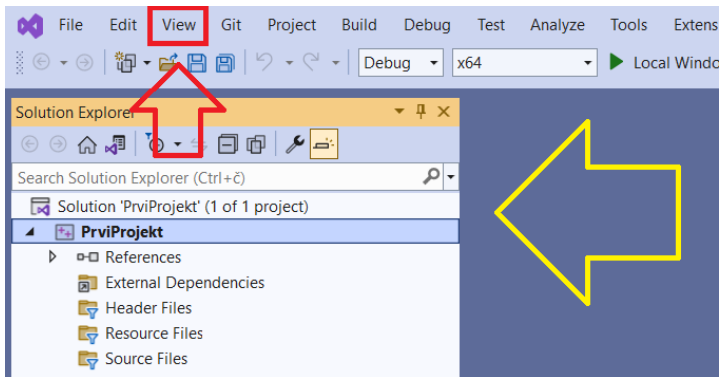 File Edit View Git Project Build Debug Test Analyze Tools Extens
Debug x64 Local Windo
Solution Explorer
Search Solution Explorer (Ctrl+č)
Solution 'PrviProjekt' (1 of 1 project)
PrviProjekt
References
External Dependencies
Header Files
Resource Files
Source Files